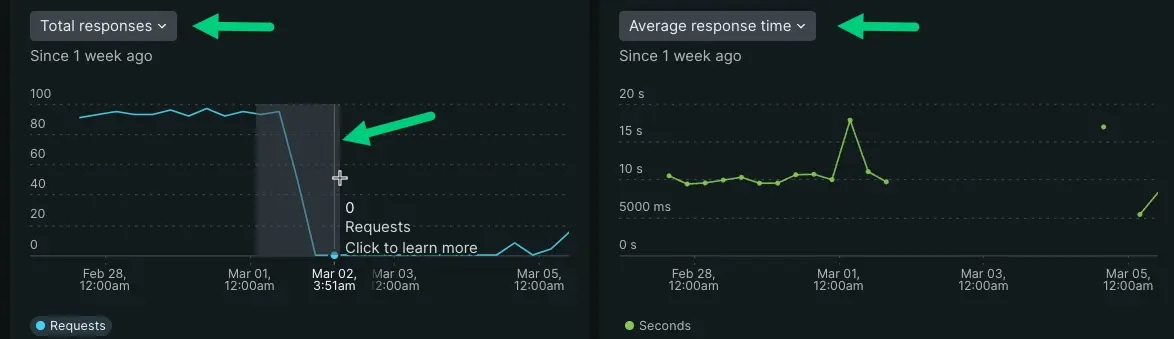 Total responses
Since 1 week ago
100
80
60
40
20
0
0
Requests
Click to learn more
Feb 28,
12:00am
Mar 01,
12:00am
Mar 02,
3:51am
Mar 03,
12:00am
Mar 05,
12:00am
Requests
Average response time
Since 1 week ago
20 s
15 s
10 s
5000 ms
0 s
Feb 28,
12:00am
Mar 01,
12:00am
Mar 03,
12:00am
Mar 05,
12:00am
Seconds